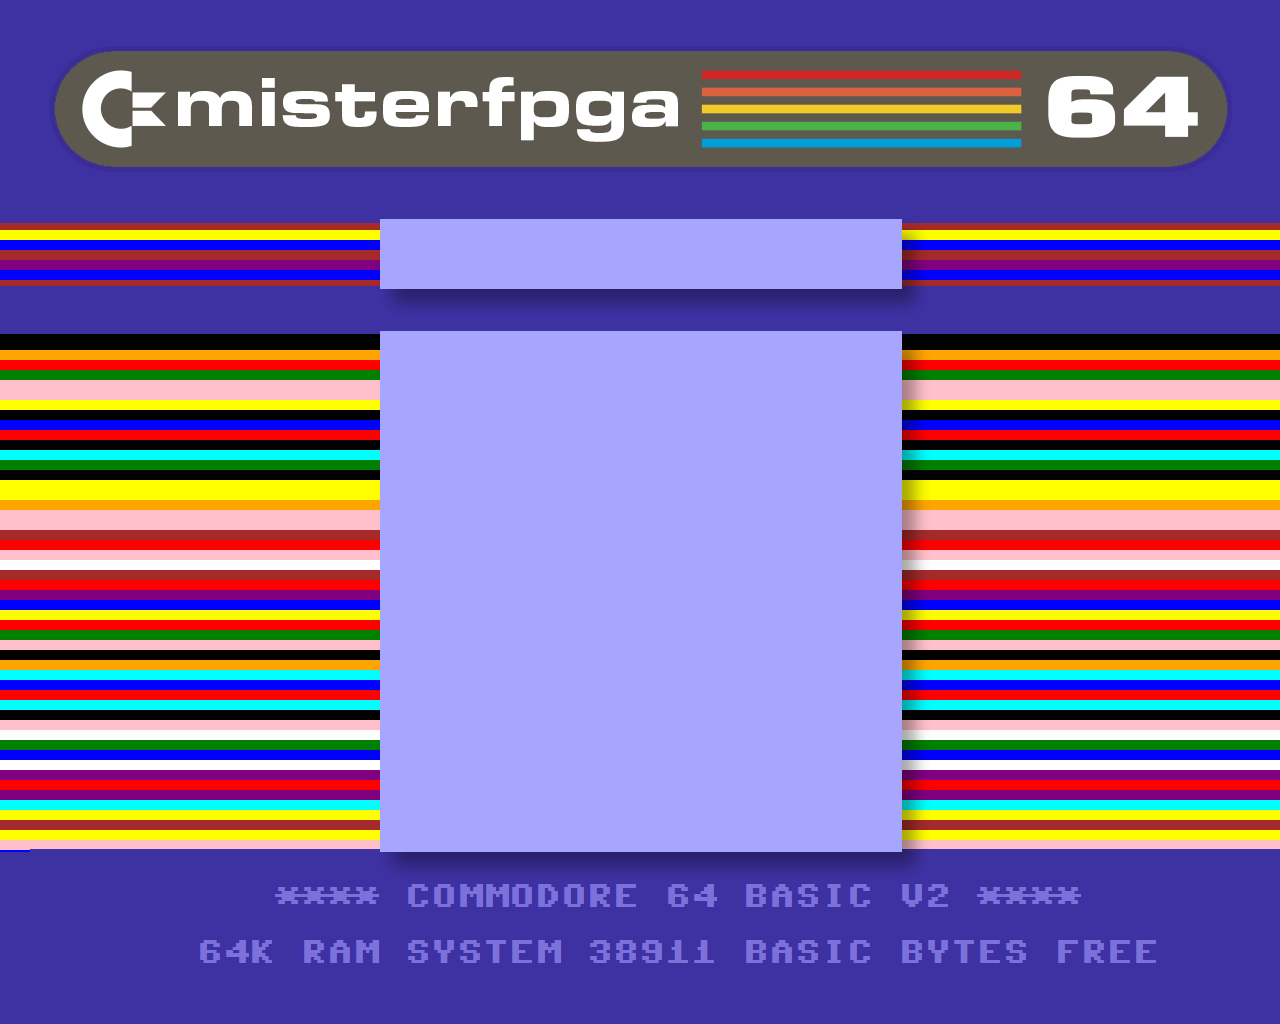 misterfpga 64
**** COMMODORE 64 BASIC V2 ****
64K RAM SYSTEM 38911 BASIC BYTES FREE